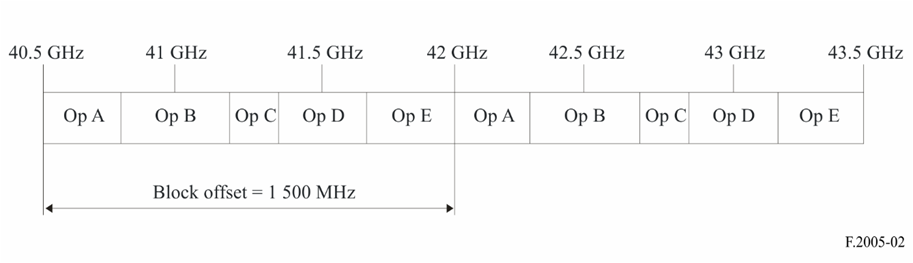 40.5 GHz 41 GHz 41.5 GHz 42 GHz 42.5 GHz 43 GHz 43.5 GHz
Op A Op B Op C Op D Op E Op A Op B Op C Op D Op E
Block offset = 1 500 MHz
F.2005-02